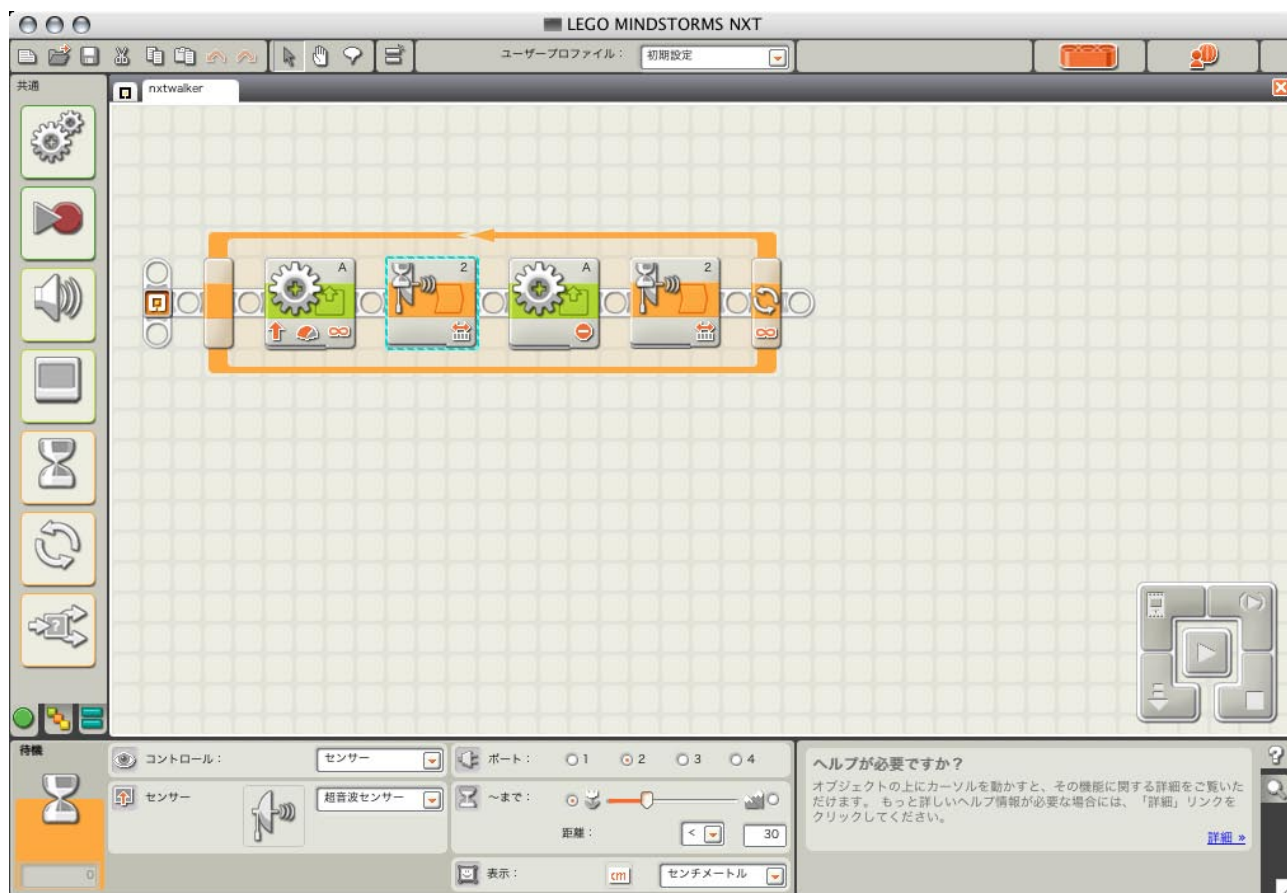 LEGO MINDSTORMS NXT
ユーザープロファイル： 初期設定
共通
nxtwalker
A 2 A 2
待機
コントロール： センサー
ポート： 1 2 3 4
センサー 超音波センサー
～まで：
距離： < 30
表示： cm センチメートル
0
ヘルプが必要ですか？
オブジェクトの上にカーソルを動かすと、その機能に関する詳細をご覧いた
だけます。 もっと詳しいヘルプ情報が必要な場合には、「詳細」リンクを
クリックしてください。
詳細 »